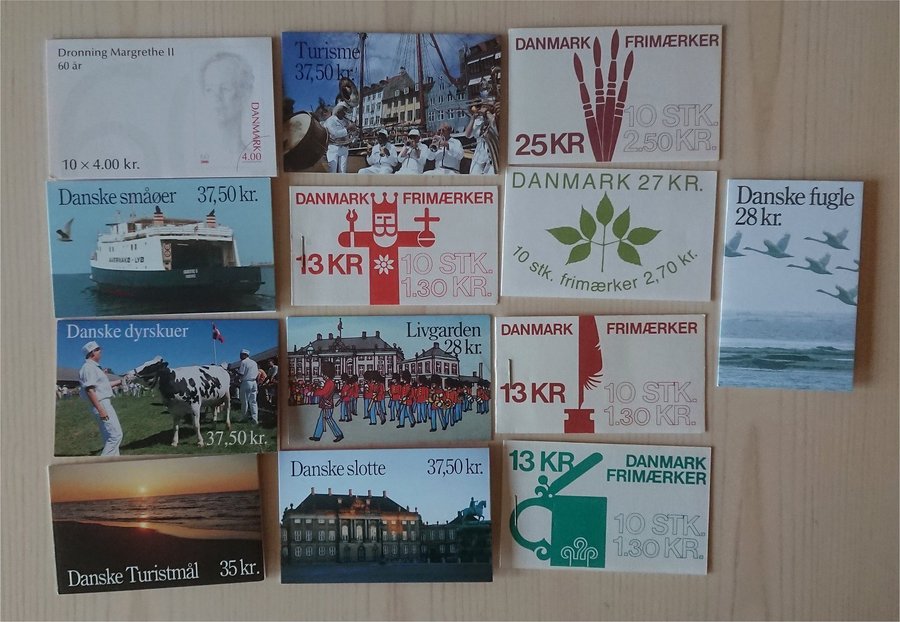 Dronning Margrethe II
60 år
DANMARK
4.00
10 × 4.00 kr.
Turisme
37,50 kr.
DANMARK FRIMÆRKER
10 STK.
25 KR 2.50 KR.
Danske småøer 37,50 kr.
DANMARK FRIMÆRKER
13 KR 10 STK.
1.30 KR.
DANMARK 27 KR.
10 stk. frimærker 2,70 kr.
Danske fugle
28 kr.
Danske dyrskuer
37,50 kr.
Livgarden
28 kr.
DANMARK FRIMÆRKER
13 KR 10 STK.
1.30 KR.
Danske Turistmål 35 kr.
Danske slotte 37,50 kr.
13 KR DANMARK
FRIMÆRKER
10 STK.
1.30 KR.